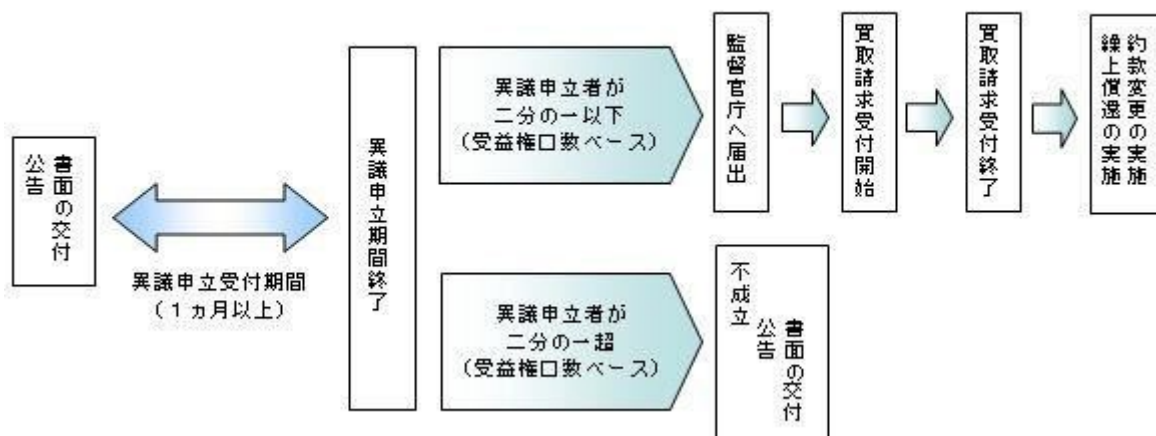 書面の交付
公告
異議申立受付期間
（１ヵ月以上）
異議申立期間終了
異議申立者が
二分の一以下
（受益権口数ベース）
監督官庁へ届出
買取請求受付開始
買取請求受付終了
約款変更の実施
繰上償還の実施
異議申立者が
二分の一超
（受益権口数ベース）
不成立
書面の交付
公告